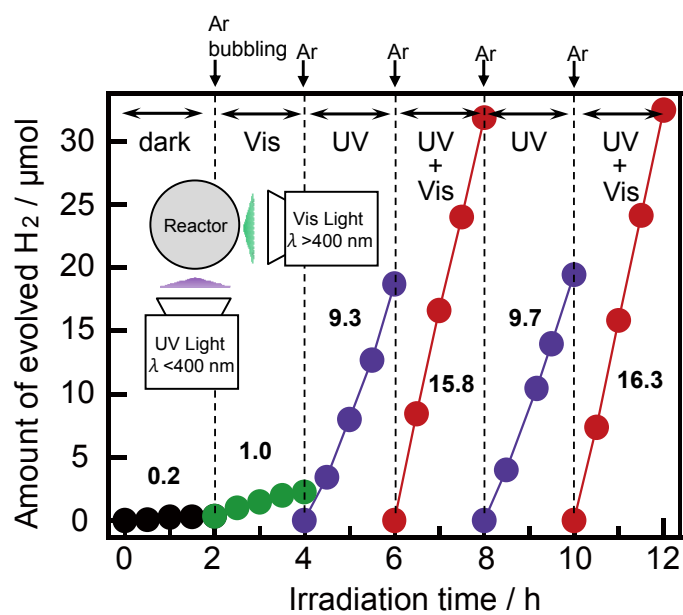 Ar
bubbling
Ar
Ar
Ar
Ar
dark
Vis
UV
UV
+
Vis
UV
UV
+
Vis
Reactor
Vis Light
λ >400 nm
UV Light
λ <400 nm
0.2
1.0
9.3
15.8
9.7
16.3
30
25
20
15
10
5
0
Amount of evolved H₂ / μmol
0 2 4 6 8 10 12
Irradiation time / h